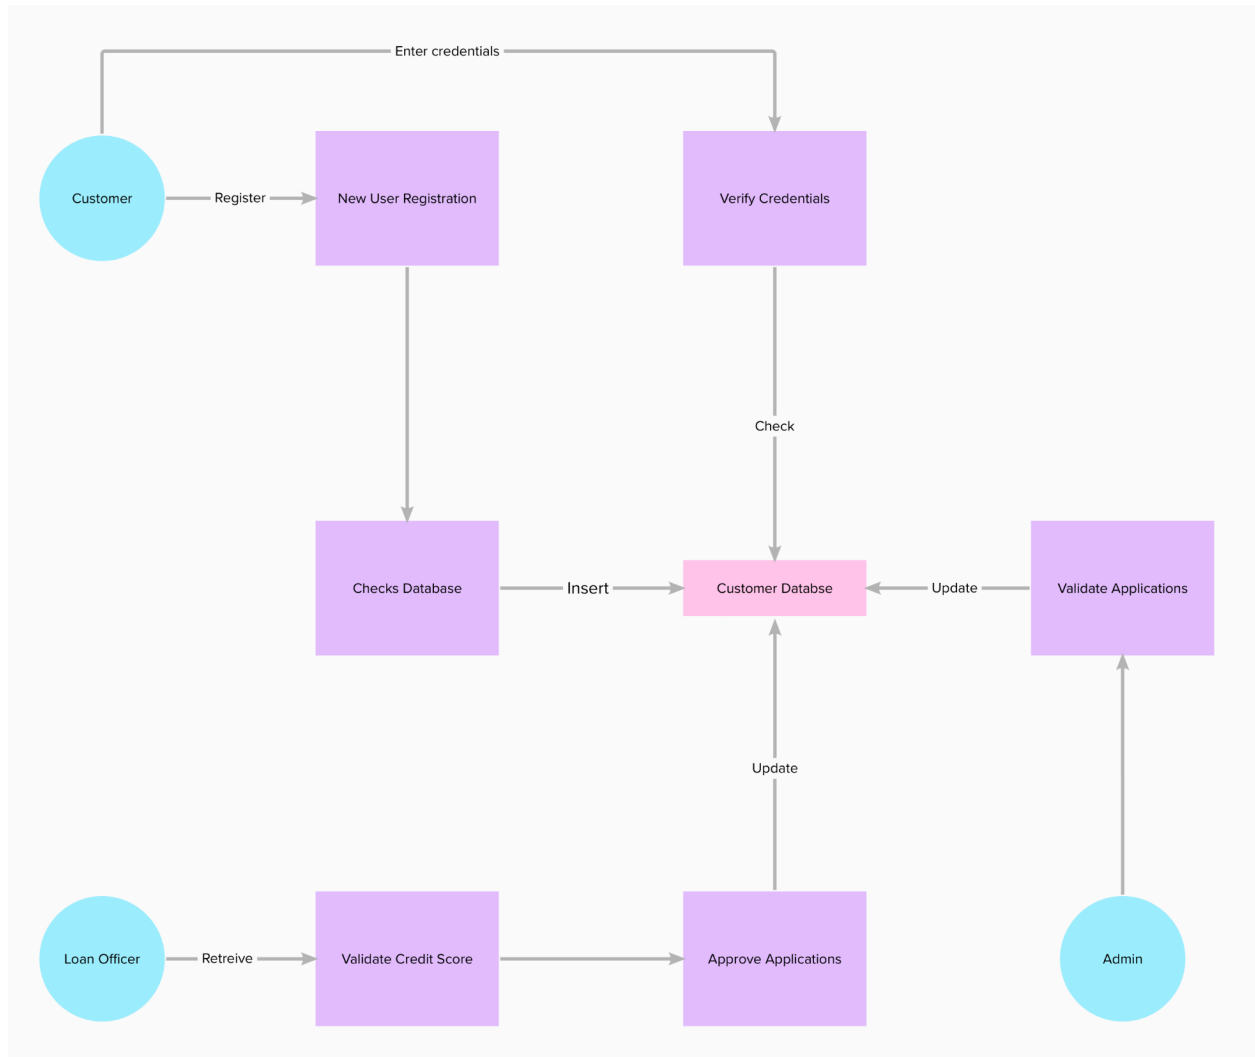 Enter credentials
Customer
Register
New User Registration
Verify Credentials
Check
Checks Database
Insert
Customer Databse
Update
Validate Applications
Update
Loan Officer
Retreive
Validate Credit Score
Approve Applications
Admin